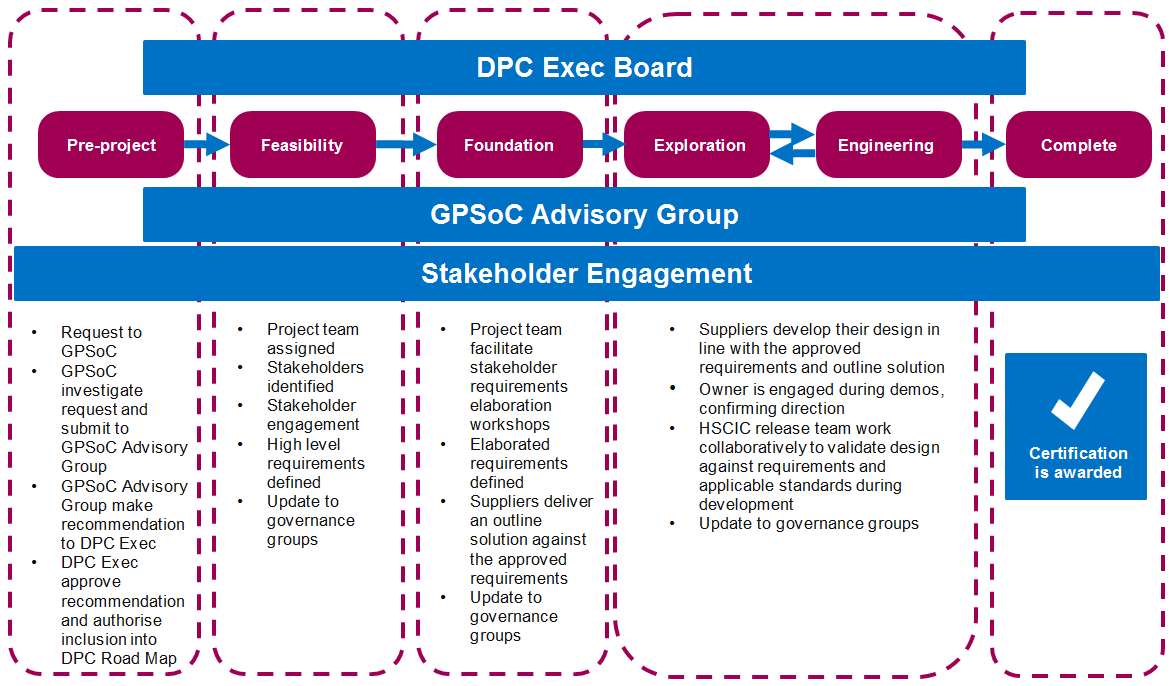 DPC Exec Board
Pre-project
Feasibility
Foundation
Exploration
Engineering
Complete
GPSoC Advisory Group
Stakeholder Engagement
• Request to
GPSoC
• GPSoC
investigate
request and
submit to
GPSoC Advisory
Group
• GPSoC Advisory
Group make
recommendation
to DPC Exec
• DPC Exec
approve
recommendation
and authorise
inclusion into
DPC Road Map
• Project team
assigned
• Stakeholders
identified
• Stakeholder
engagement
• High level
requirements
defined
• Update to
governance
groups
• Project team
facilitate
stakeholder
requirements
elaboration
workshops
• Elaborated
requirements
defined
• Suppliers deliver
an outline
solution against
the approved
requirements
• Update to
governance
groups
• Suppliers develop their design in
line with the approved
requirements and outline solution
• Owner is engaged during demos,
confirming direction
• HSCIC release team work
collaboratively to validate design
against requirements and
applicable standards during
development
• Update to governance groups
Certification
is awarded